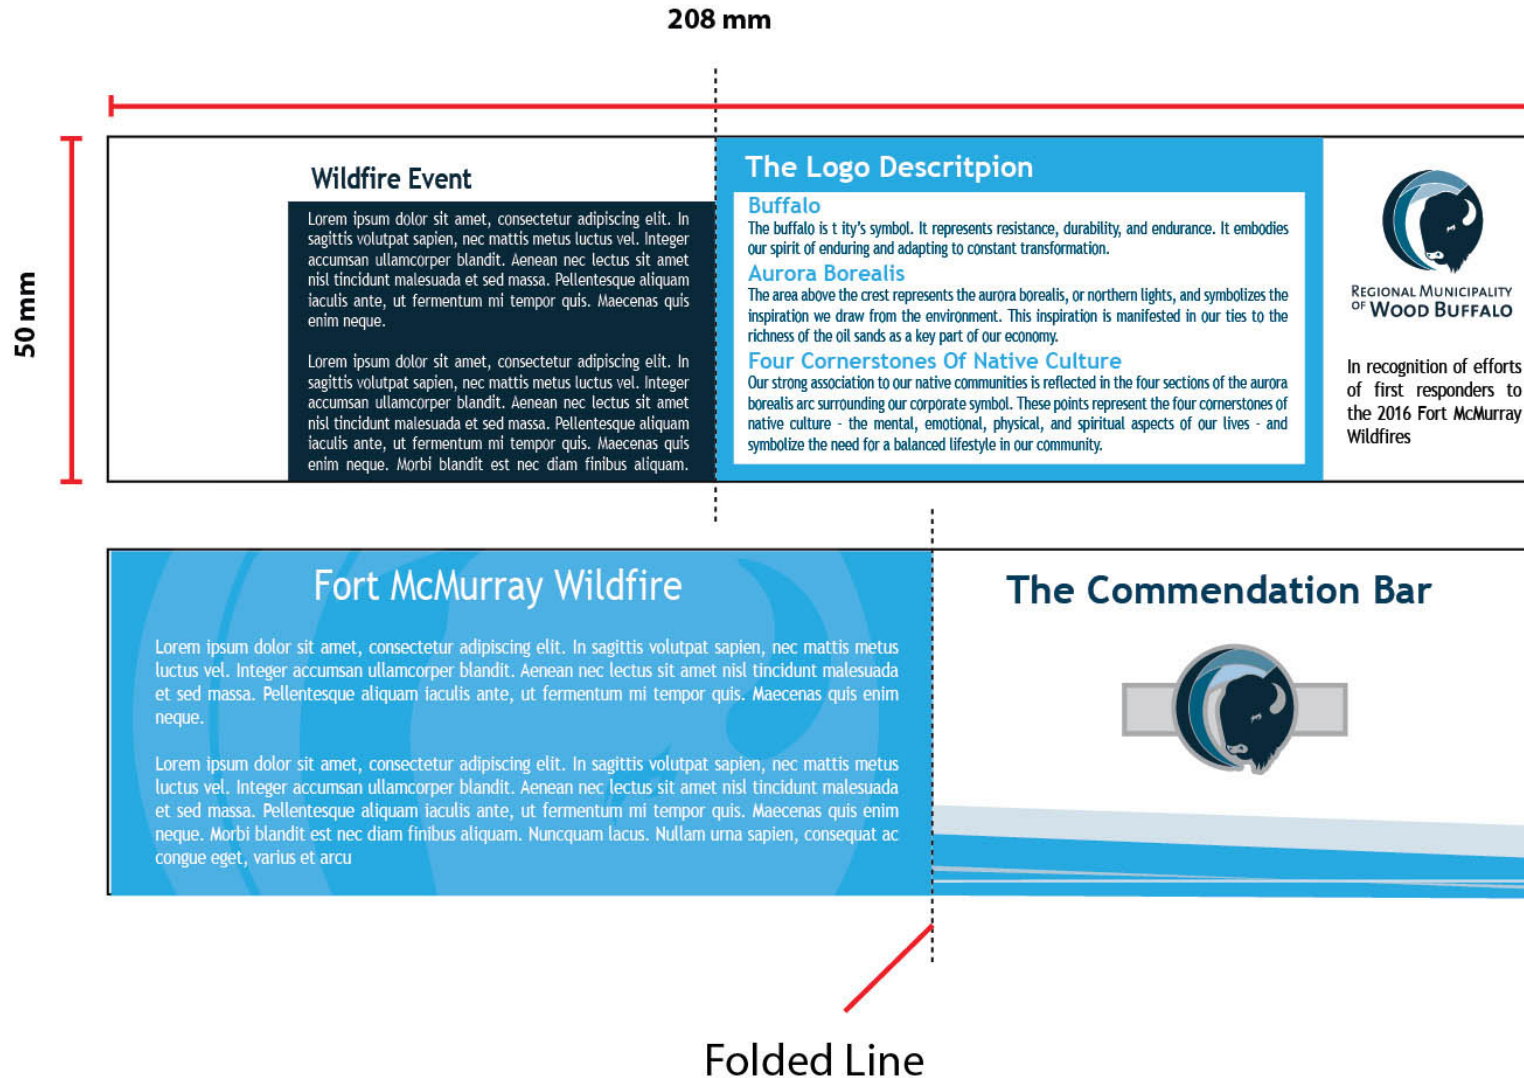 208 mm
50 mm
Wildfire Event
Lorem ipsum dolor sit amet, consectetur adipiscing elit. In
sagittis volutpat sapien, nec mattis metus luctus vel. Integer
accumsan ullamcorper blandit. Aenean nec lectus sit amet
nisl tincidunt malesuada et sed massa. Pellentesque aliquam
iaculis ante, ut fermentum mi tempor quis. Maecenas quis
enim neque.
Lorem ipsum dolor sit amet, consectetur adipiscing elit. In
sagittis volutpat sapien, nec mattis metus luctus vel. Integer
accumsan ullamcorper blandit. Aenean nec lectus sit amet
nisl tincidunt malesuada et sed massa. Pellentesque aliquam
iaculis ante, ut fermentum mi tempor quis. Maecenas quis
enim neque. Morbi blandit est nec diam finibus aliquam.
The Logo Descritpion
Buffalo
The buffalo is t ity's symbol. It represents resistance, durability, and endurance. It embodies
our spirit of enduring and adapting to constant transformation.
Aurora Borealis
The area above the crest represents the aurora borealis, or northern lights, and symbolizes the
inspiration we draw from the environment. This inspiration is manifested in our ties to the
richness of the oil sands as a key part of our economy.
Four Cornerstones Of Native Culture
Our strong association to our native communities is reflected in the four sections of the aurora
borealis arc surrounding our corporate symbol. These points represent the four cornerstones of
native culture - the mental, emotional, physical, and spiritual aspects of our lives - and
symbolize the need for a balanced lifestyle in our community.
REGIONAL MUNICIPALITY
OF WOOD BUFFALO
In recognition of efforts
of first responders to
the 2016 Fort McMurray
Wildfires
Fort McMurray Wildfire
Lorem ipsum dolor sit amet, consectetur adipiscing elit. In sagittis volutpat sapien, nec mattis metus
luctus vel. Integer accumsan ullamcorper blandit. Aenean nec lectus sit amet nisl tincidunt malesuada
et sed massa. Pellentesque aliquam iaculis ante, ut fermentum mi tempor quis. Maecenas quis enim
neque.
Lorem ipsum dolor sit amet, consectetur adipiscing elit. In sagittis volutpat sapien, nec mattis metus
luctus vel. Integer accumsan ullamcorper blandit. Aenean nec lectus sit amet nisl tincidunt malesuada
et sed massa. Pellentesque aliquam iaculis ante, ut fermentum mi tempor quis. Maecenas quis enim
neque. Morbi blandit est nec diam finibus aliquam. Nuncquam lacus. Nullam urna sapien, consequat ac
congue eget, varius et arcu
The Commendation Bar
Folded Line